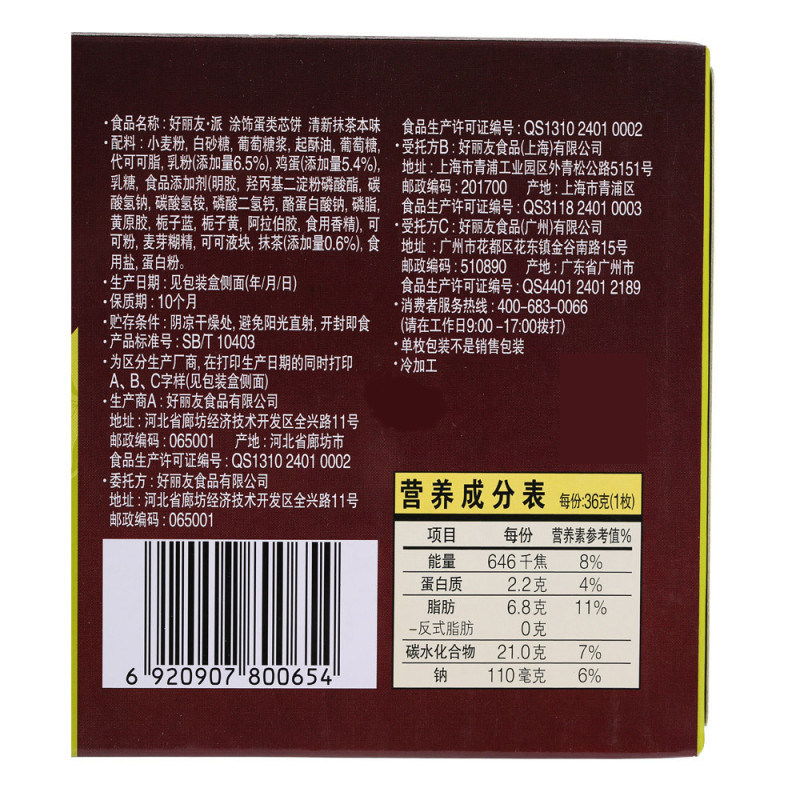 ·食品名称:好丽友·派 涂饰蛋类芯饼 清新抹茶本味
·配料:小麦粉, 白砂糖, 葡萄糖浆, 起酥油, 葡萄糖,
代可可脂, 乳粉(添加量6.5%), 鸡蛋(添加量5.4%),
乳糖, 食品添加剂(明胶, 羟丙基二淀粉磷酸酯, 碳
酸氢钠, 碳酸氢铵, 磷酸二氢钙, 酪蛋白酸钠, 磷脂,
黄原胶, 栀子蓝, 栀子黄, 阿拉伯胶, 食用香精), 可
可粉, 麦芽糊精, 可可液块, 抹茶(添加量0.6%), 食
用盐, 蛋白粉。
·生产日期:见包装盒侧面(年/月/日)
·保质期:10个月
·贮存条件:阴凉干燥处, 避免阳光直射, 开封即食
·产品标准号:SB/T 10403
·为区分生产厂商, 在打印生产日期的同时打印
A、B、C字样(见包装盒侧面)
·生产商A:好丽友食品有限公司
地址:河北省廊坊经济技术开发区全兴路11号
邮政编码:065001 产地:河北省廊坊市
食品生产许可证编号:QS1310 2401 0002
·委托方:好丽友食品有限公司
地址:河北省廊坊经济技术开发区全兴路11号
邮政编码:065001
食品生产许可证编号:QS1310 2401 0002
·受托方B:好丽友食品(上海)有限公司
地址:上海市青浦工业园区外青松公路5151号
邮政编码:201700 产地:上海市青浦区
食品生产许可证编号:QS3118 2401 0003
·受托方C:好丽友食品(广州)有限公司
地址:广州市花都区花东镇金谷南路15号
邮政编码:510890 产地:广东省广州市
食品生产许可证编号:QS4401 2401 2189
·消费者服务热线:400-683-0066
(请在工作日9:00 -17:00拨打)
·单枚包装不是销售包装
·冷加工
营养成分表 每份:36克(1枚)
项目 每份 营养素参考值%
能量 646 千焦 8%
蛋白质 2.2克 4%
脂肪 6.8克 11%
-反式脂肪 0克
碳水化合物 21.0克 7%
钠 110 毫克 6%
6 920907 800654